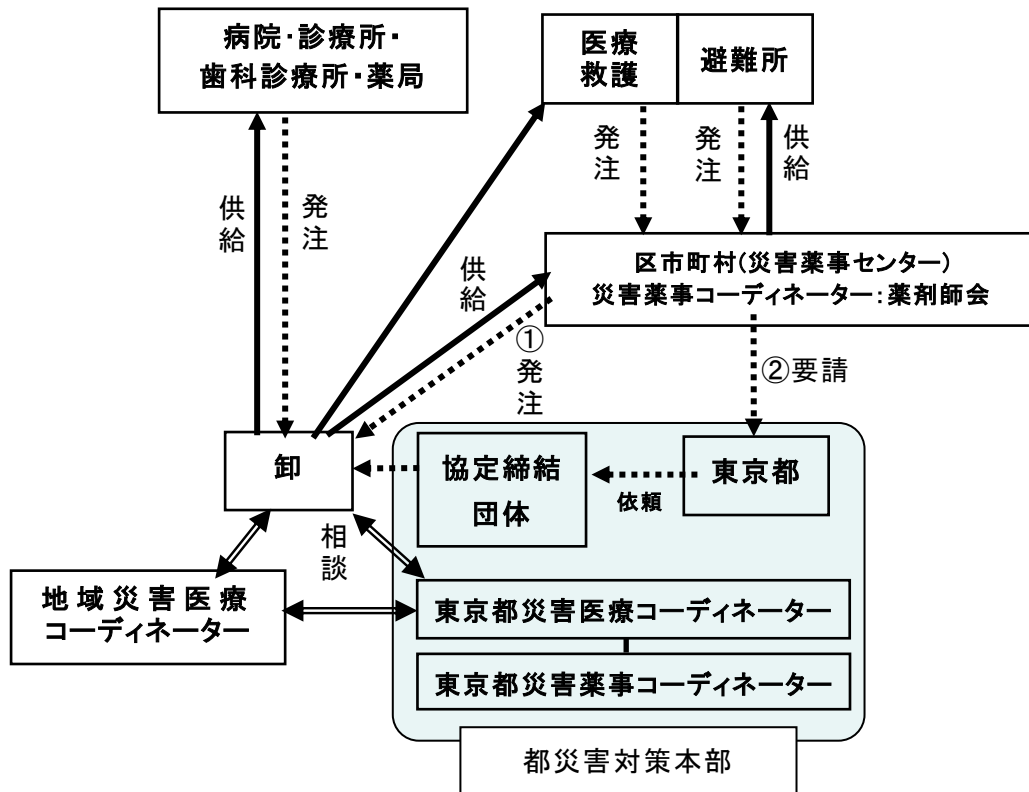 病院･診療所･
歯科診療所･薬局
医療
救護
避難所
供給
発注
発注
発注
供給
区市町村(災害薬事センター)
災害薬事コーディネーター:薬剤師会
供給
①発注
②要請
卸
協定締結
団体
依頼
東京都
相談
地域災害医療
コーディネーター
東京都災害医療コーディネーター
東京都災害薬事コーディネーター
都災害対策本部